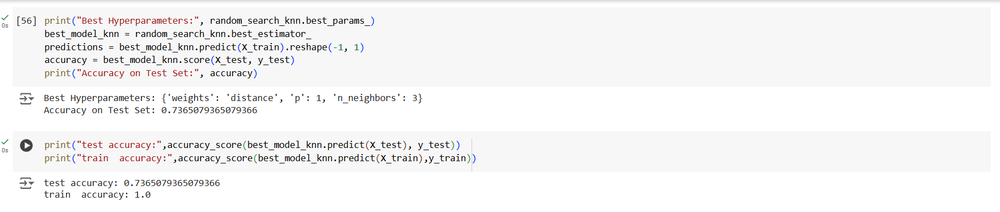 [56] print("Best Hyperparameters:", random_search_knn.best_params_)
best_model_knn = random_search_knn.best_estimator_
predictions = best_model_knn.predict(X_train).reshape(-1, 1)
accuracy = best_model_knn.score(X_test, y_test)
print("Accuracy on Test Set:", accuracy)
0s
Best Hyperparameters: {'weights': 'distance', 'p': 1, 'n_neighbors': 3}
Accuracy on Test Set: 0.7365079365079366
print("test accuracy:",accuracy_score(best_model_knn.predict(X_test), y_test))
print("train  accuracy:",accuracy_score(best_model_knn.predict(X_train),y_train))
0s
test accuracy: 0.7365079365079366
train  accuracy: 1.0